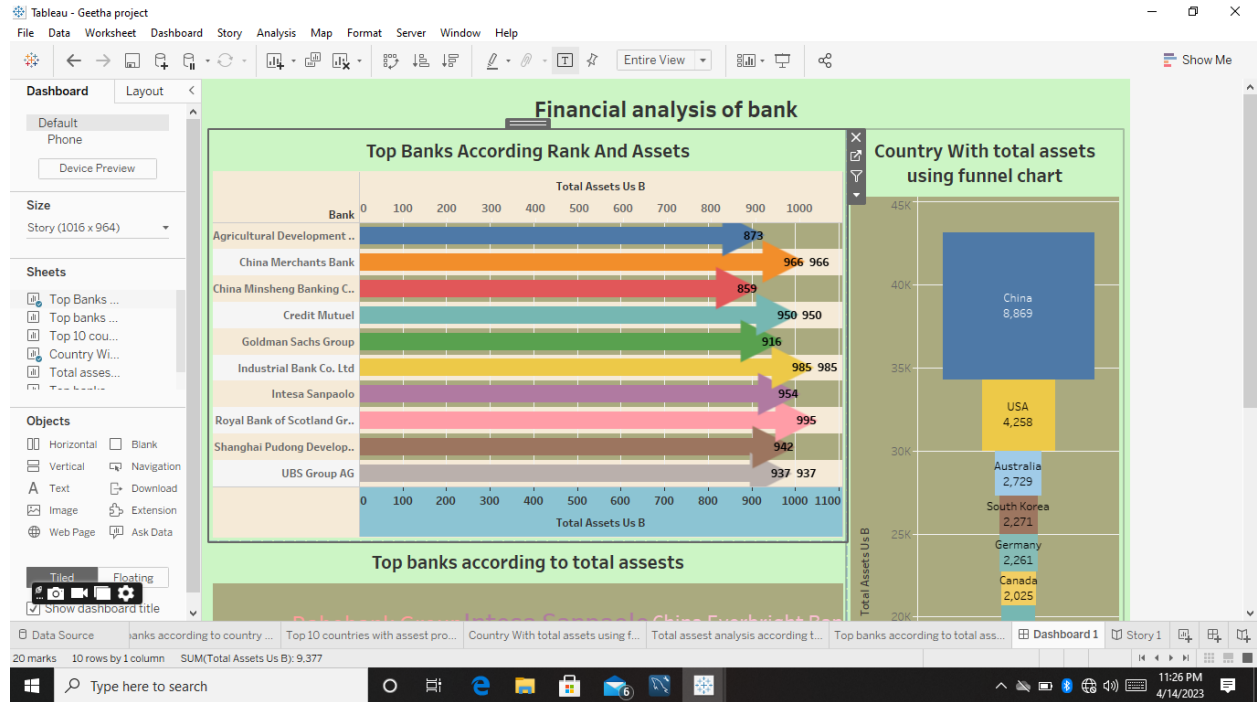 Tableau - Geetha project
File Data Worksheet Dashboard Story Analysis Map Format Server Window Help
Entire View
Show Me
Dashboard Layout
Default
Phone
Device Preview
Size
Story (1016 x 964)
Sheets
Top Banks ...
Top banks ...
Top 10 cou...
Country Wi...
Total asses...
Objects
Horizontal Blank
Vertical Navigation
A Text Download
Image Extension
Web Page Ask Data
Tiled Floating
Show dashboard title
Financial analysis of bank
Top Banks According Rank And Assets
Total Assets Us B
Bank 0 100 200 300 400 500 600 700 800 900 1000
Agricultural Development .. 873
China Merchants Bank 966 966
China Minsheng Banking C.. 859
Credit Mutuel 950 950
Goldman Sachs Group 916
Industrial Bank Co. Ltd 985 985
Intesa Sanpaolo 954
Royal Bank of Scotland Gr.. 995
Shanghai Pudong Develop.. 942
UBS Group AG 937 937
0 100 200 300 400 500 600 700 800 900 1000 1100
Total Assets Us B
Top banks according to total assests
Country With total assets
using funnel chart
45K
40K
35K
30K
25K
20K
Total Assets Us B
China
8,869
USA
4,258
Australia
2,729
South Korea
2,271
Germany
2,261
Canada
2,025
Data Source anks according to country ... Top 10 countries with assest pro... Country With total assets using f... Total assest analysis according t... Top banks according to total ass... Dashboard 1 Story 1
20 marks 10 rows by 1 column SUM(Total Assets Us B): 9,377
Type here to search
6
11:26 PM
4/14/2023